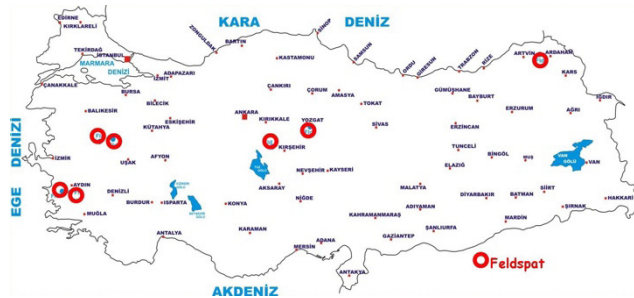 KARA DENİZ
EDİRNE
KIRKLARELİ
TEKİRDAĞ
İSTANBUL
MARMARA
DENİZİ
İZMİT
ADAPAZARI
ZONGULDAK
BARTIN
KASTAMONU
SİNOP
SAMSUN
ORDU
GİRESUN
TRABZON
RİZE
ARTVİN
ARDAHAN
KARS
IĞDIR
ÇANAKKALE
BURSA
BİLECİK
BALIKESİR
ESKİŞEHİR
KÜTAHYA
ANKARA
ÇANKIRI
ÇORUM
AMASYA
TOKAT
KIRIKKALE
YOZGAT
SİVAS
GÜMÜŞHANE
BAYBURT
ERZURUM
AĞRI
ERZİNCAN
TUNCELİ
BİNGÖL
MUŞ
VAN
GÖLÜ
VAN
EGE DENİZİ
İZMİR
UŞAK
AFYON
KIRŞEHİR
NEVŞEHİR
KAYSERİ
ELAZIĞ
AKSARAY
NİĞDE
MALATYA
DİYARBAKIR
BATMAN
SİİRT
HAKKARİ
ŞIRNAK
AYDIN
DENİZLİ
MUĞLA
BURDUR
ISPARTA
KONYA
KARAMAN
KAHRAMANMARAŞ
ADIYAMAN
MARDİN
ŞANLIURFA
GAZİANTEP
ANTALYA
MERSİN
ADANA
ANTAKYA
AKDENİZ
Feldspat